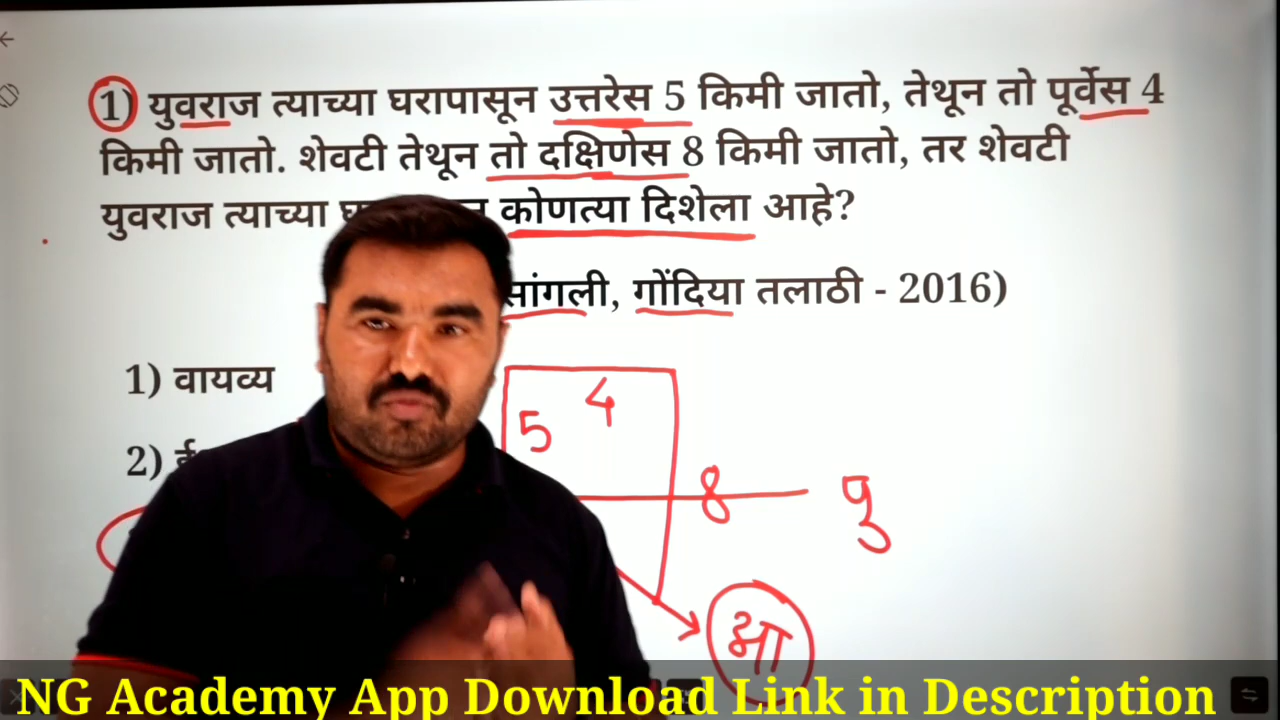 1) युवराज त्याच्या घरापासून उत्तरेस 5 किमी जातो, तेथून तो पूर्वेस 4
किमी जातो. शेवटी तेथून तो दक्षिणेस 8 किमी जातो, तर शेवटी
युवराज त्याच्या कोणत्या दिशेला आहे?
सांगली, गोंदिया तलाठी - 2016)
1) वायव्य
4
5
2)
8
पु
आ
NG Academy App Download Link in Description